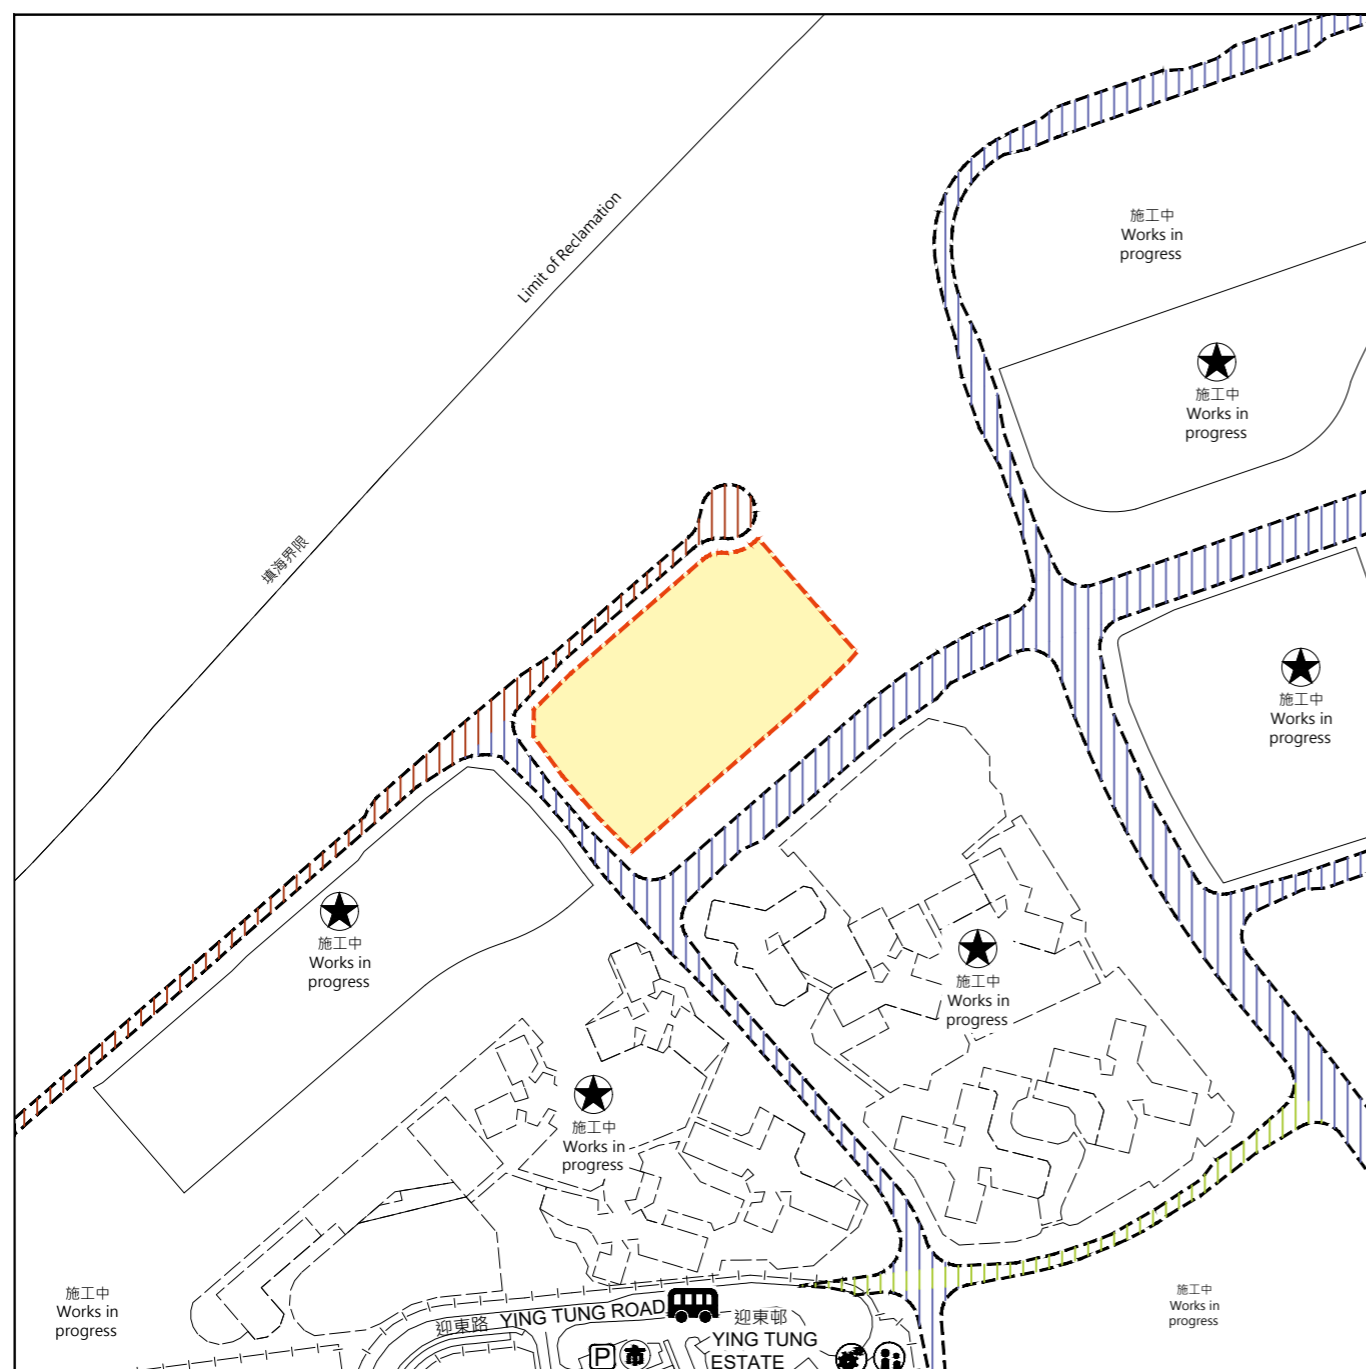 施工中
Works in
progress
Limit of Reclamation
施工中
Works in
progress
填海界限
施工中
Works in
progress
施工中
Works in
progress
施工中
Works in
progress
施工中
Works in
progress
施工中
Works in
progress
施工中
Works in
progress
迎東路 YING TUNG ROAD
迎東邨
YING TUNG
ESTATE
P
市